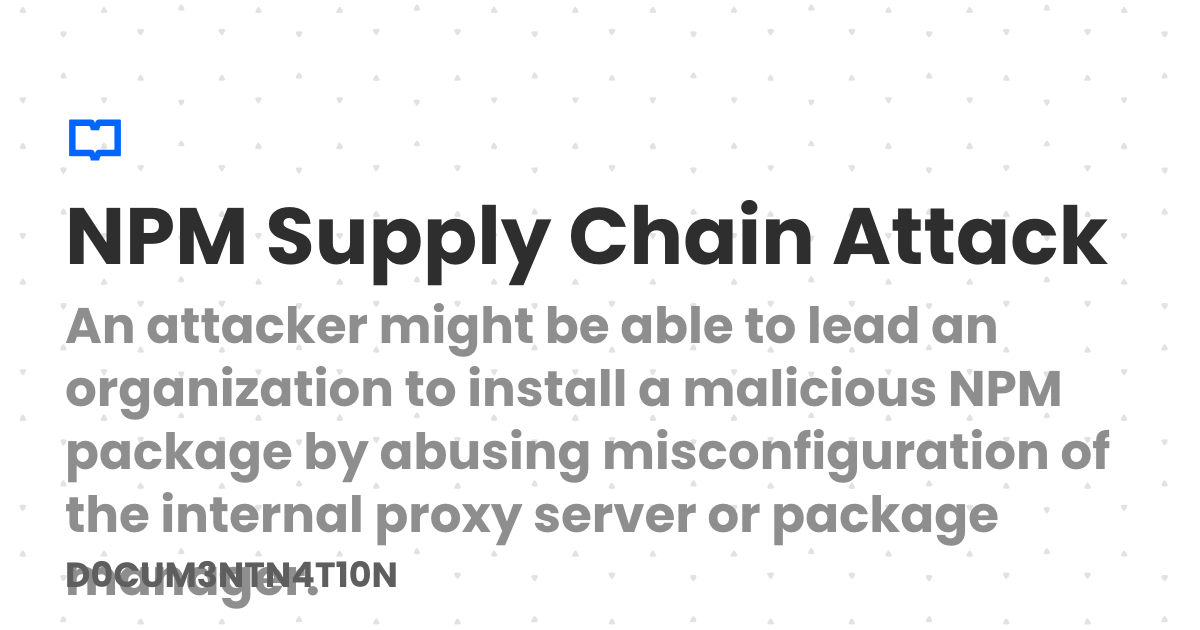 NPM Supply Chain Attack
An attacker might be able to lead an
organization to install a malicious NPM
package by abusing misconfiguration of
the internal proxy server or package
manager.
D0CUM3NTN4T10N